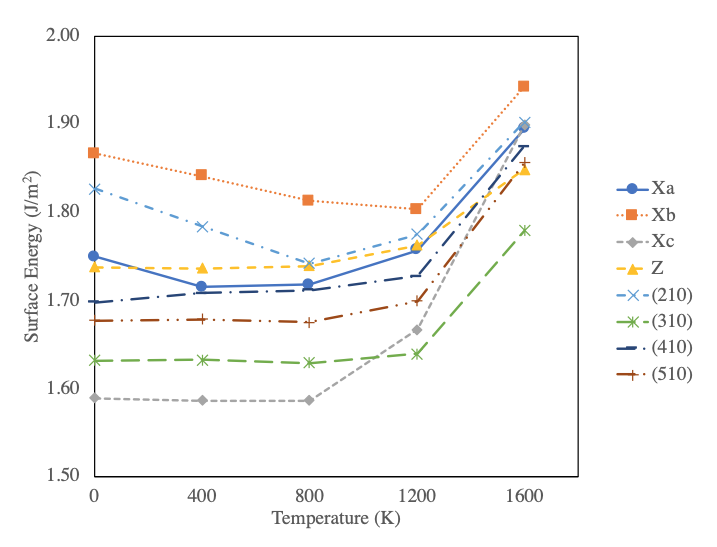 2.00
1.90
1.80
1.70
1.60
1.50
Surface Energy (J/m²)
0 400 800 1200 1600
Temperature (K)
Xa
Xb
Xc
Z
(210)
(310)
(410)
(510)